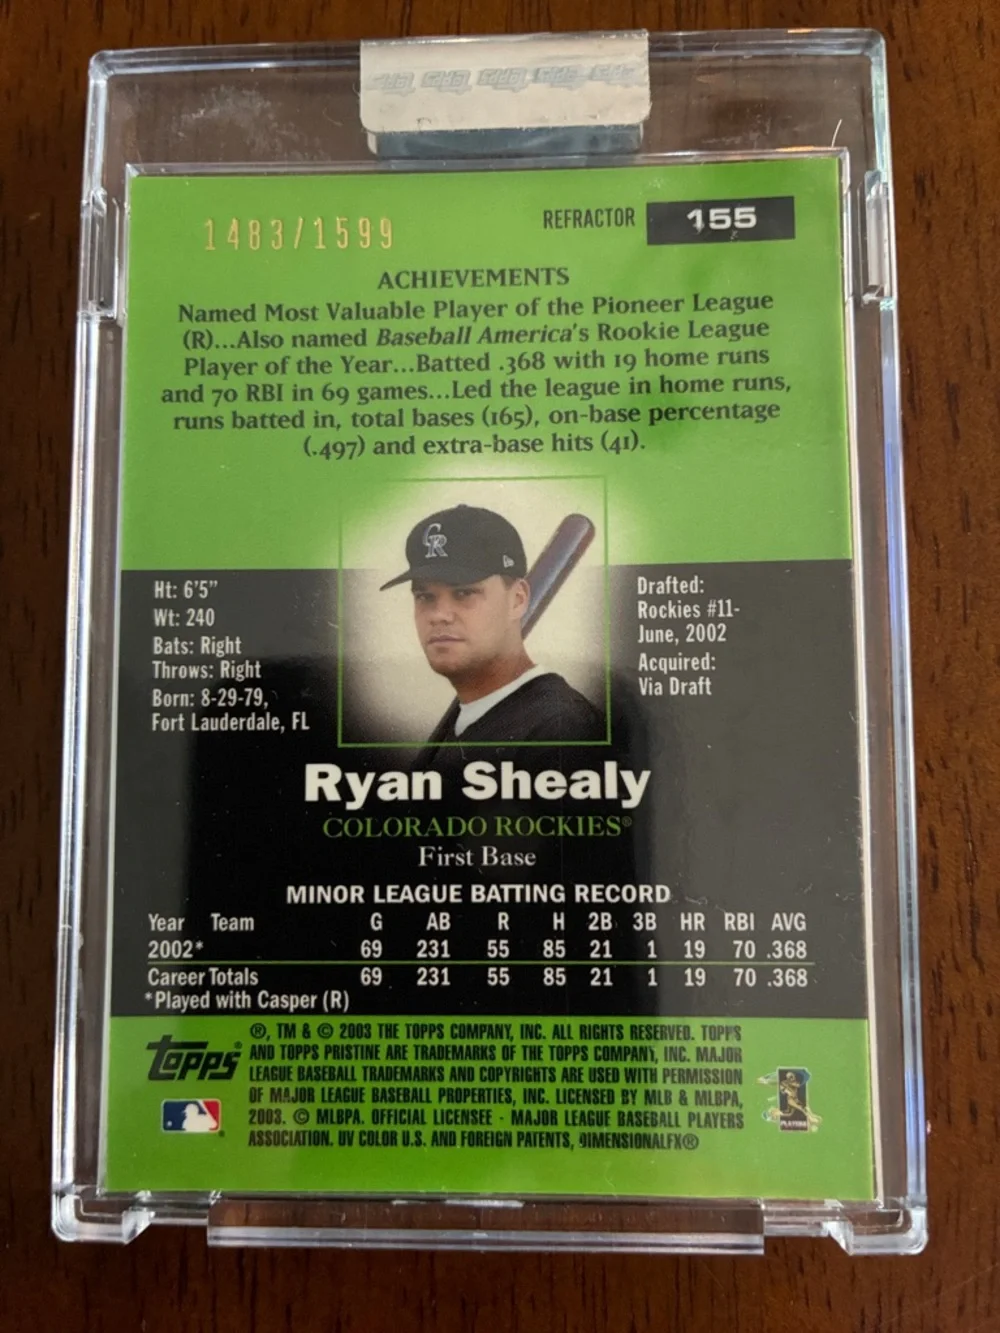 1483/1599
REFRACTOR 155
ACHIEVEMENTS
Named Most Valuable Player of the Pioneer League
(R)...Also named Baseball America's Rookie League
Player of the Year...Batted .368 with 19 home runs
and 70 RBI in 69 games...Led the league in home runs,
runs batted in, total bases (165), on-base percentage
(.497) and extra-base hits (41).
CR
Ht: 6'5"
Wt: 240
Bats: Right
Throws: Right
Born: 8-29-79,
Fort Lauderdale, FL
Drafted:
Rockies #11-
June, 2002
Acquired:
Via Draft
Ryan Shealy
COLORADO ROCKIES®
First Base
MINOR LEAGUE BATTING RECORD
Year Team G AB R H 2B 3B HR RBI AVG
2002* 69 231 55 85 21 1 19 70 .368
Career Totals 69 231 55 85 21 1 19 70 .368
*Played with Casper (R)
Topps®
®, TM & © 2003 THE TOPPS COMPANY, INC. ALL RIGHTS RESERVED. TOPPS
AND TOPPS PRISTINE ARE TRADEMARKS OF THE TOPPS COMPANY, INC. MAJOR
LEAGUE BASEBALL TRADEMARKS AND COPYRIGHTS ARE USED WITH PERMISSION
OF MAJOR LEAGUE BASEBALL PROPERTIES, INC. LICENSED BY MLB & MLBPA,
2003. © MLBPA. OFFICIAL LICENSEE - MAJOR LEAGUE BASEBALL PLAYERS
ASSOCIATION. UV COLOR U.S. AND FOREIGN PATENTS, DIMENSIONALFX®
PLAYERS